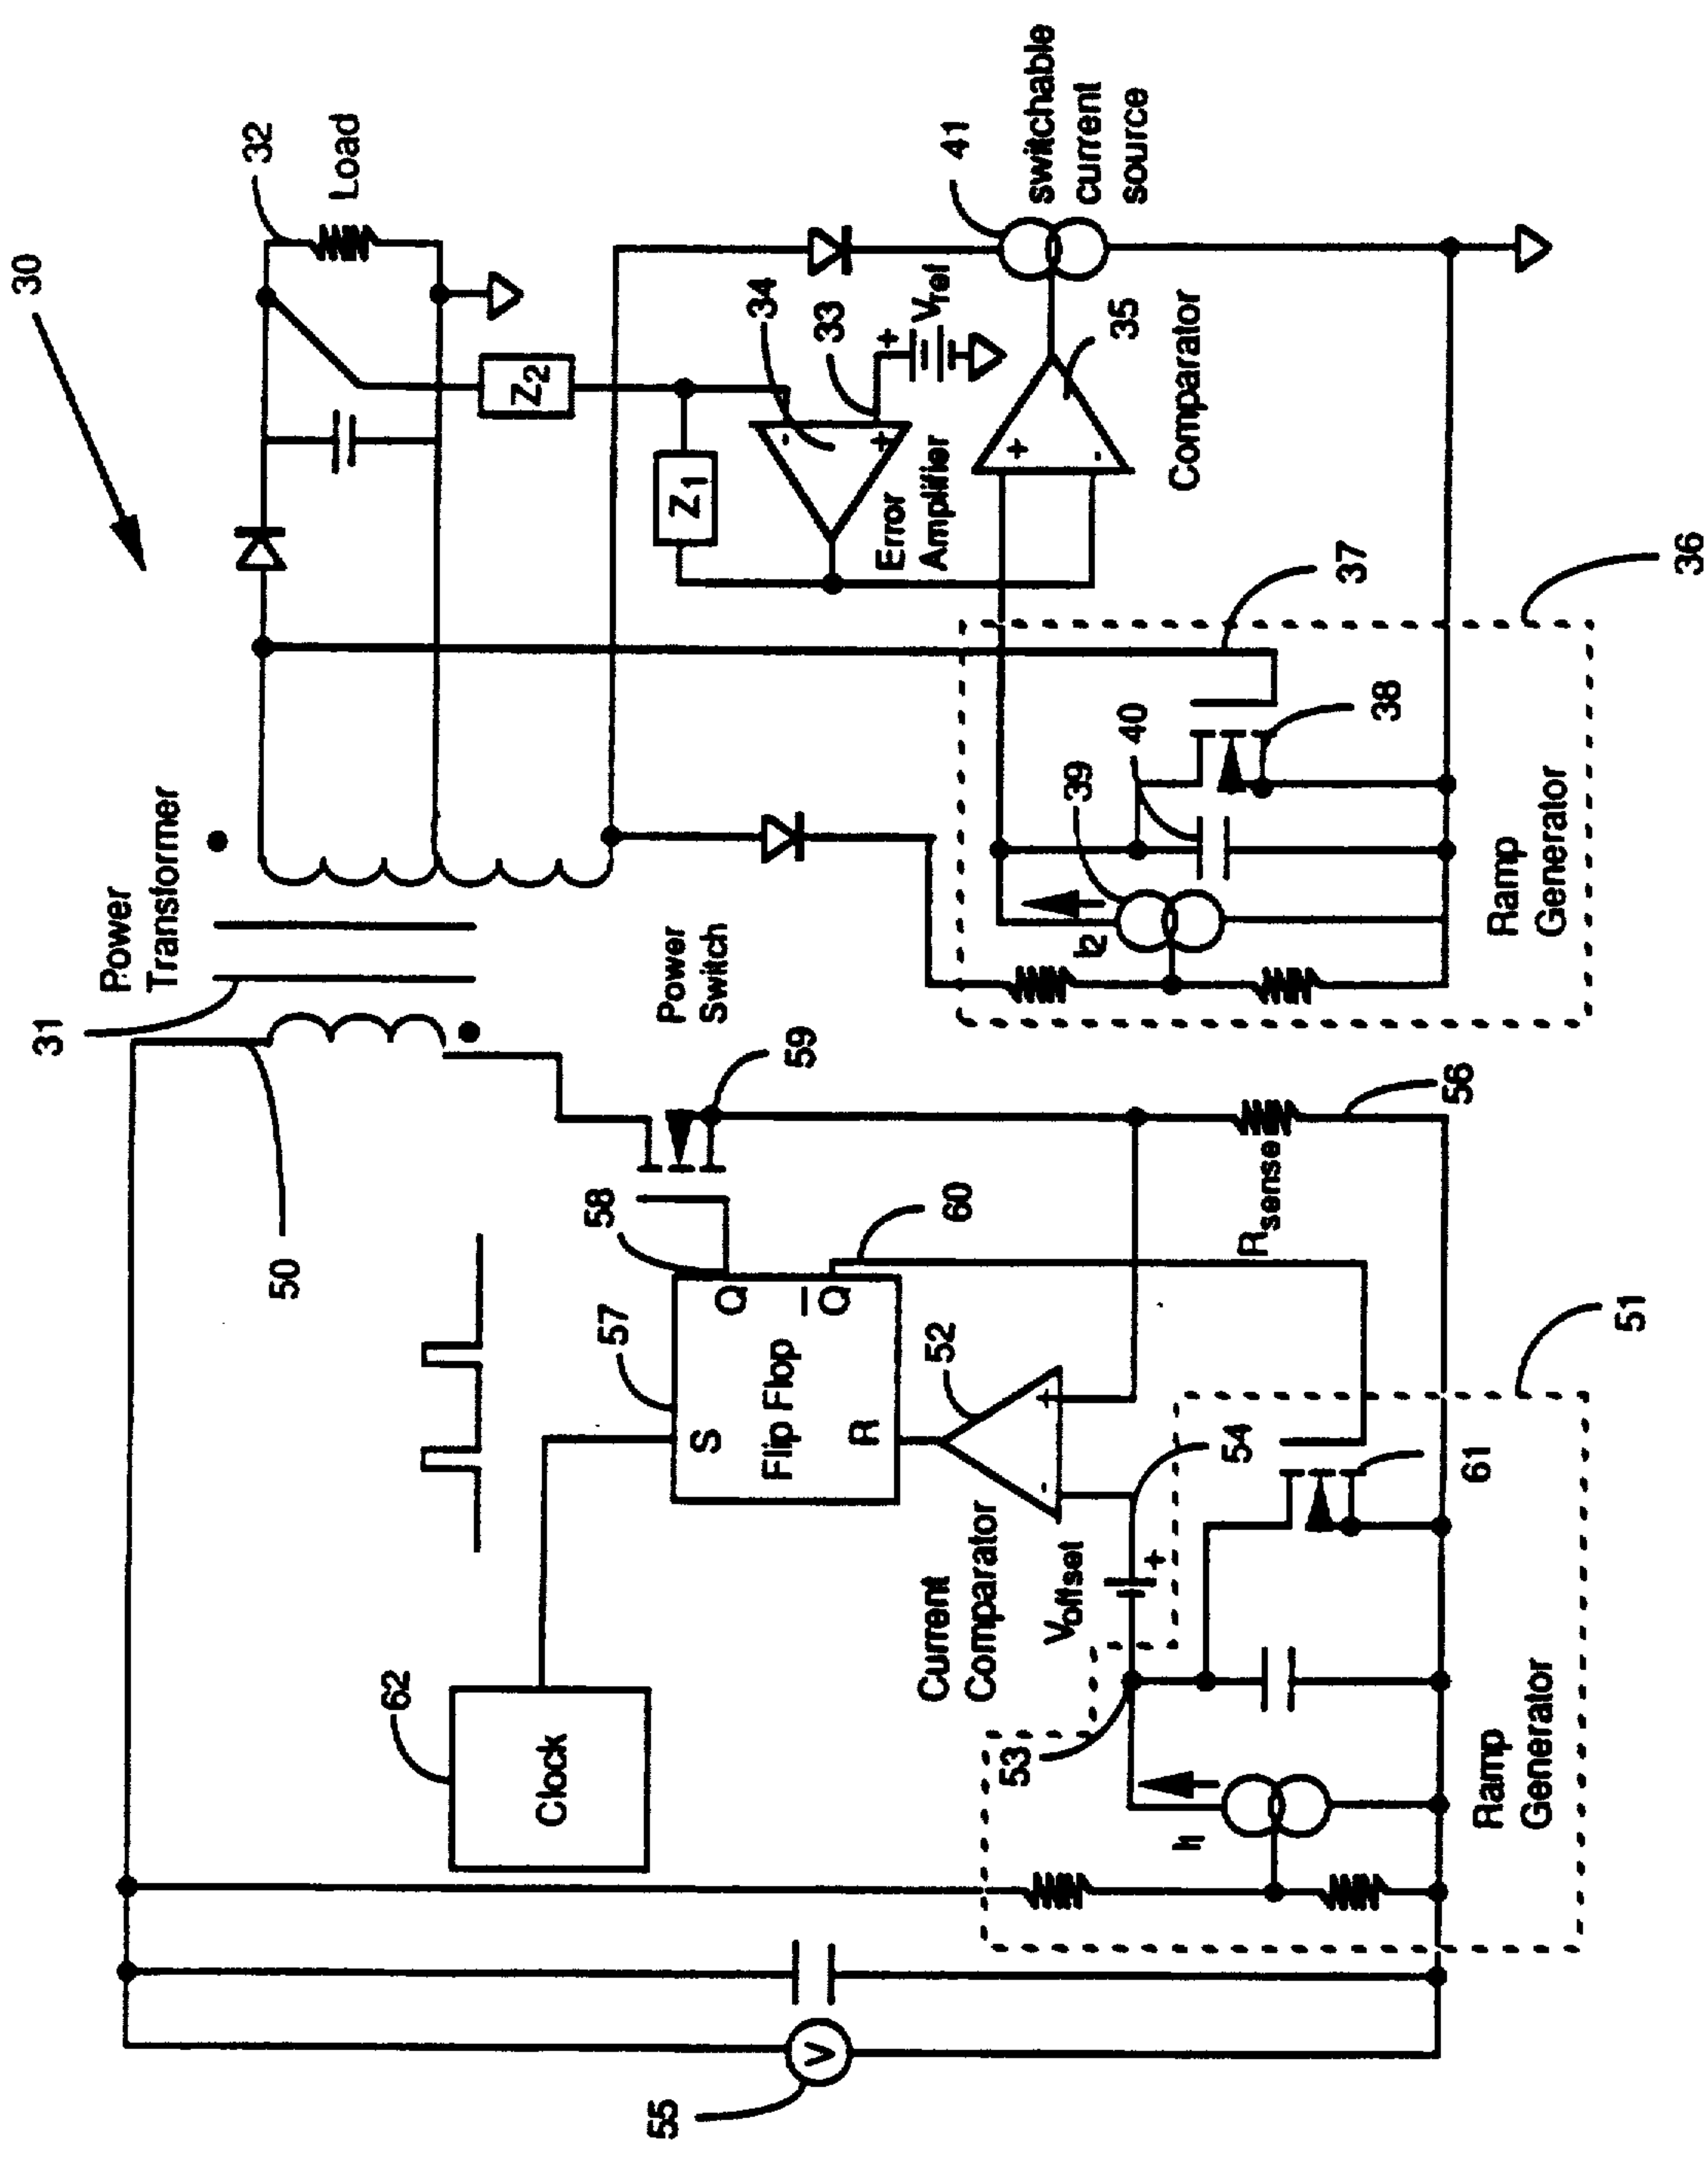 30
31
Power
Transformer
32
Load
50
62
Clock
Z2
58
57
Power
Switch
55
S
Q
Flip Flop
Q̅
R
Z1
34
-
+
33
+
Vref
59
Error
Amplifier
52
Current
Comparator
-
+
60
41
switchable
current
source
53
Voffset
+
+
-
35
Comparator
I1
54
Rsense
I2
39
40
56
61
38
37
Ramp
Generator
51
Ramp
Generator
36